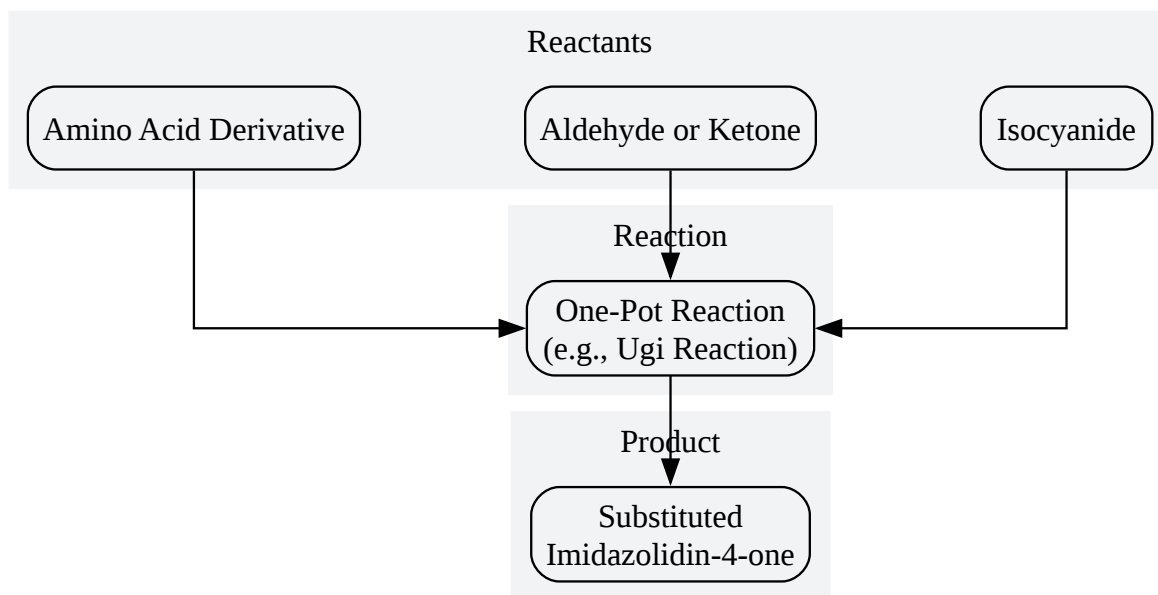 Reactants
Amino Acid Derivative
Aldehyde or Ketone
Isocyanide
Reaction
One-Pot Reaction
(e.g., Ugi Reaction)
Product
Substituted
Imidazolidin-4-one